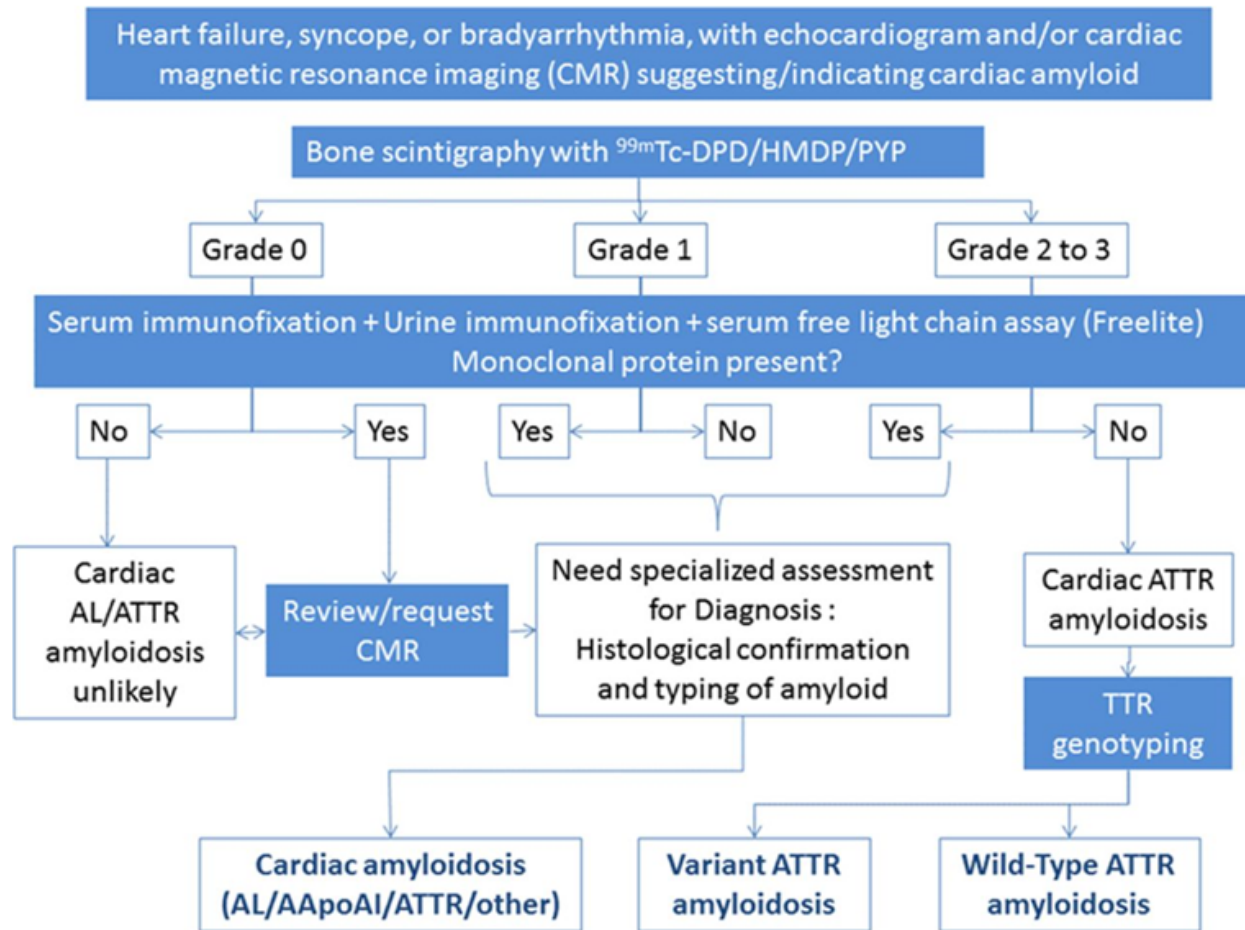 Heart failure, syncope, or bradyarrhythmia, with echocardiogram and/or cardiac
magnetic resonance imaging (CMR) suggesting/indicating cardiac amyloid
Bone scintigraphy with ⁹⁹ᵐTc-DPD/HMDP/PYP
Grade 0
Grade 1
Grade 2 to 3
Serum immunofixation + Urine immunofixation + serum free light chain assay (Freelite)
Monoclonal protein present?
No
Yes
Yes
No
Yes
No
Cardiac
AL/ATTR
amyloidosis
unlikely
Review/request
CMR
Need specialized assessment
for Diagnosis :
Histological confirmation
and typing of amyloid
Cardiac ATTR
amyloidosis
TTR
genotyping
Cardiac amyloidosis
(AL/AApoAI/ATTR/other)
Variant ATTR
amyloidosis
Wild-Type ATTR
amyloidosis